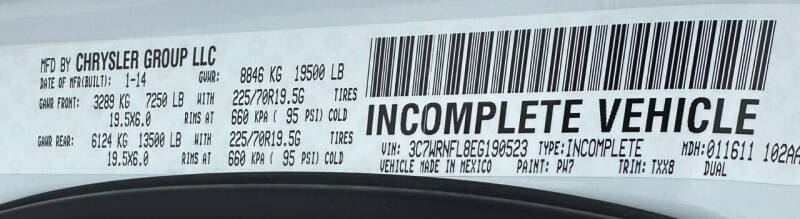 MFD BY CHRYSLER GROUP LLC
DATE OF MFR(BUILT): 1-14 GVWR: 8846 KG 19500 LB
GAWR FRONT: 3289 KG 7250 LB WITH 225/70R19.5G TIRES
19.5X6.0 RIMS AT 660 KPA ( 95 PSI) COLD
GAWR REAR: 6124 KG 13500 LB WITH 225/70R19.5G TIRES
19.5X6.0 RIMS AT 660 KPA ( 95 PSI) COLD
INCOMPLETE VEHICLE
VIN: 3C7WRNFL8EG190523 TYPE:INCOMPLETE MDH:011611 102AA
VEHICLE MADE IN MEXICO PAINT: PW7 TRIM: TXX8 DUAL